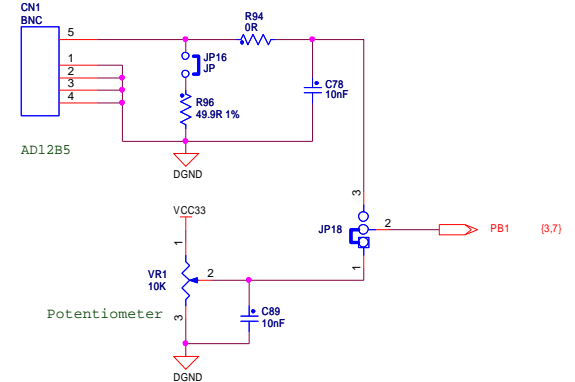 CN1
BNC
5
1
2
3
4
R94
0R
JP16
JP
R96
49.9R 1%
C78
10nF
AD12B5
DGND
3
VCC33
JP18
2
PB1
{3,7}
1
1
VR1
10K
2
3
C89
10nF
Potentiometer
DGND